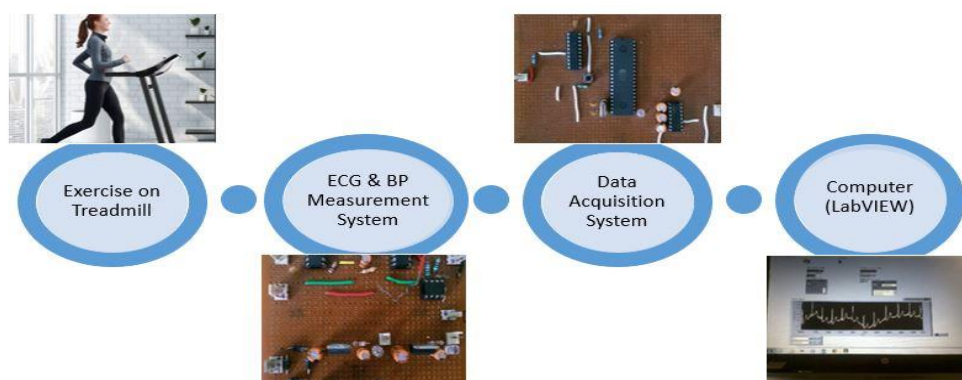 Exercise on
Treadmill
ECG & BP
Measurement
System
Data
Acquisition
System
Computer
(LabVIEW)